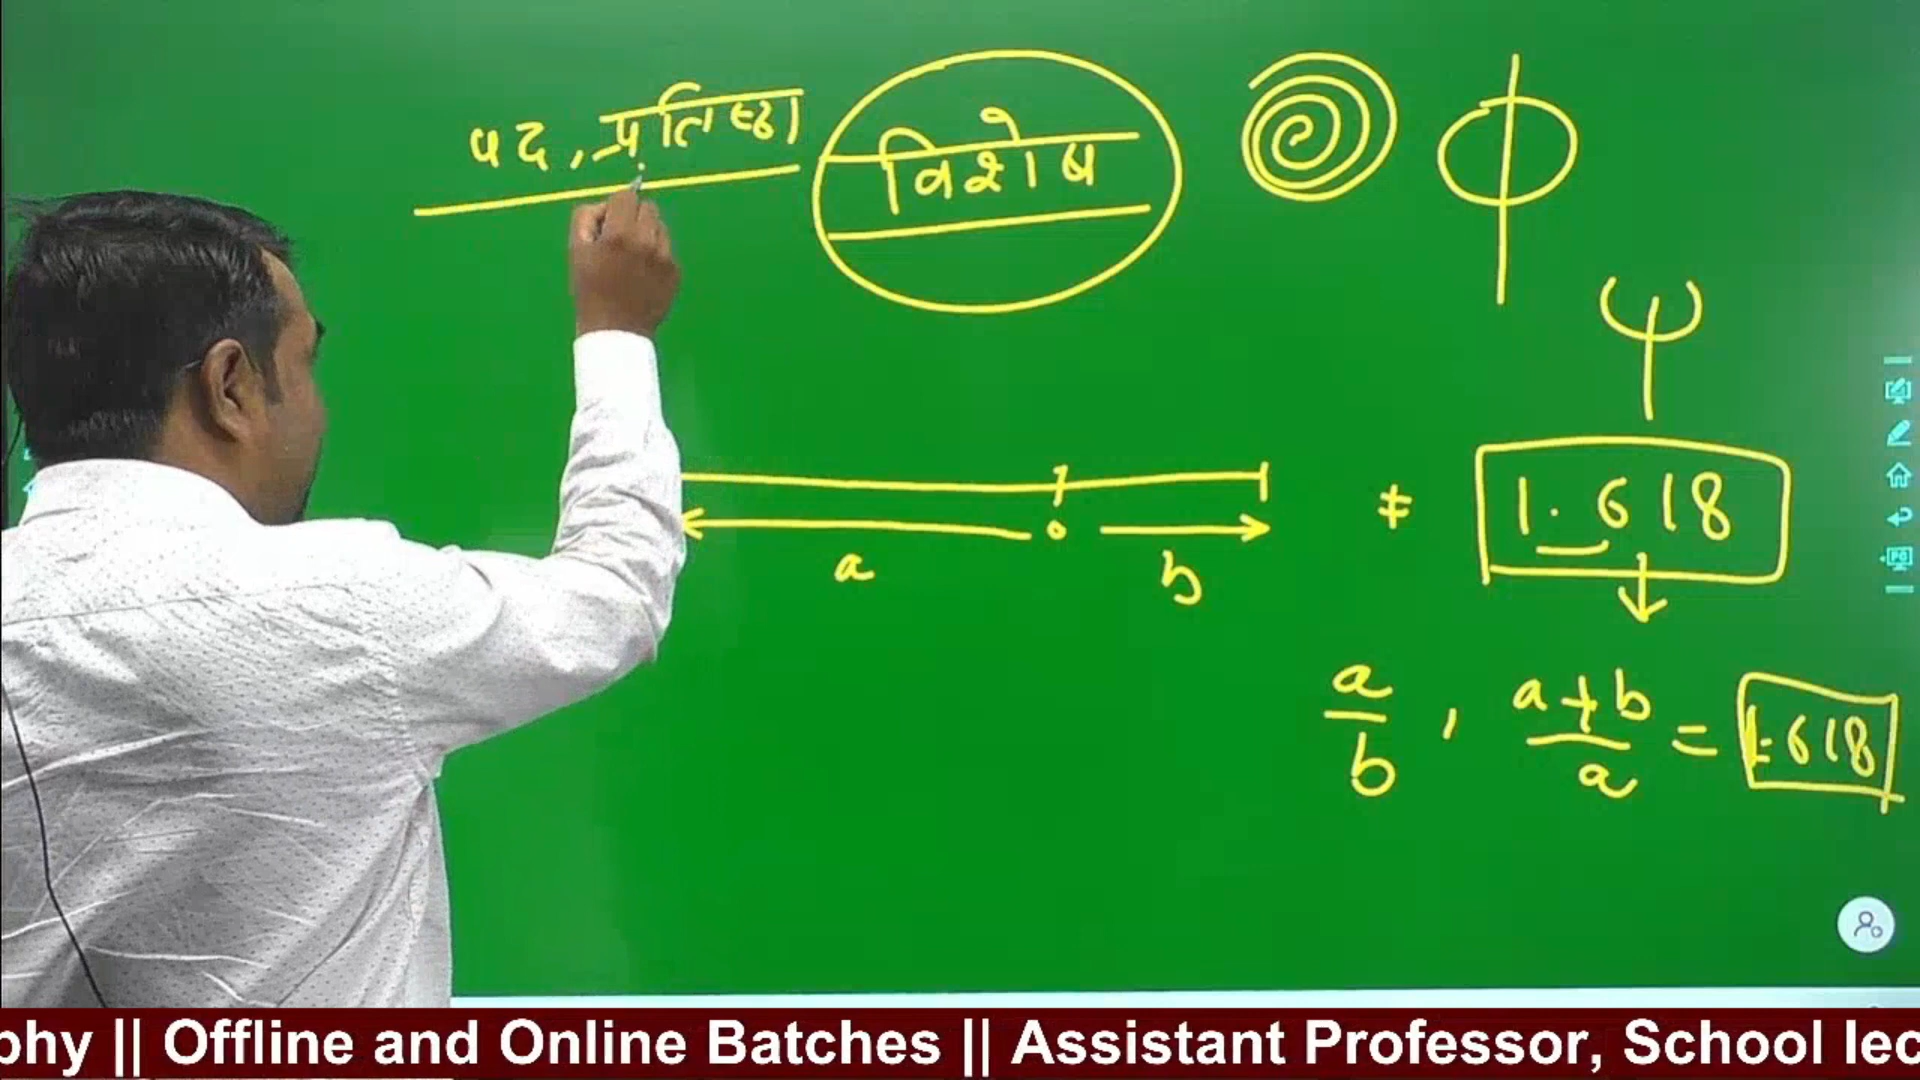 पद, प्रतिष्ठा
विशेष
ϕ
a b
≠ 1.618
a/b , a+b/a = 1.618
phy || Offline and Online Batches || Assistant Professor, School lec